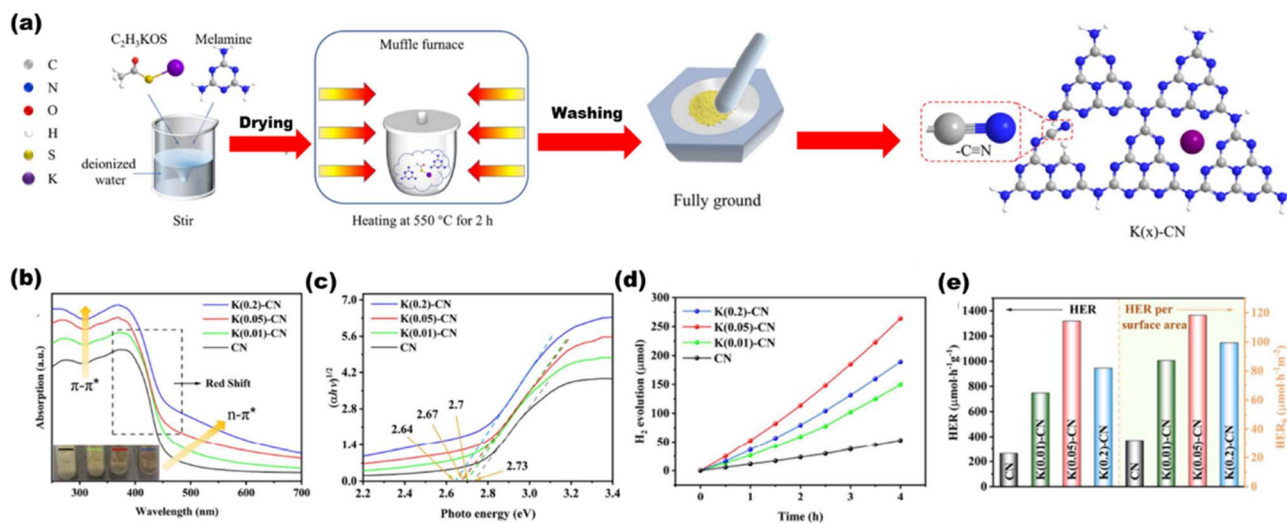 (a)
C₂H₃KOS
Melamine
C
N
O
H
S
K
deionized
water
Stir
Drying
Muffle furnace
Heating at 550 °C for 2 h
Washing
Fully ground
-C≡N
K(x)-CN
(b)
K(0.2)-CN
K(0.05)-CN
K(0.01)-CN
CN
π-π*
Red Shift
n-π*
Absorption (a.u.)
300 400 500 600 700
Wavelength (nm)
(c)
K(0.2)-CN
K(0.05)-CN
K(0.01)-CN
CN
(αhν)^1/2
7.0
5.6
4.2
2.8
1.4
0.0
2.7
2.67
2.64
2.73
2.2 2.4 2.6 2.8 3.0 3.2 3.4
Photo energy (eV)
(d)
K(0.2)-CN
K(0.05)-CN
K(0.01)-CN
CN
H₂ evolution (μmol)
300
250
200
150
100
50
0
0 1 2 3 4
Time (h)
(e)
HER
HER per
surface area
HER (μmol·h⁻¹g⁻¹)
1400
1200
1000
800
600
400
200
0
CN
K(0.01)-CN
K(0.05)-CN
K(0.2)-CN
CN
K(0.01)-CN
K(0.05)-CN
K(0.2)-CN
120
100
80
60
40
20
0
HERₛ (μmol·h⁻¹m⁻²)